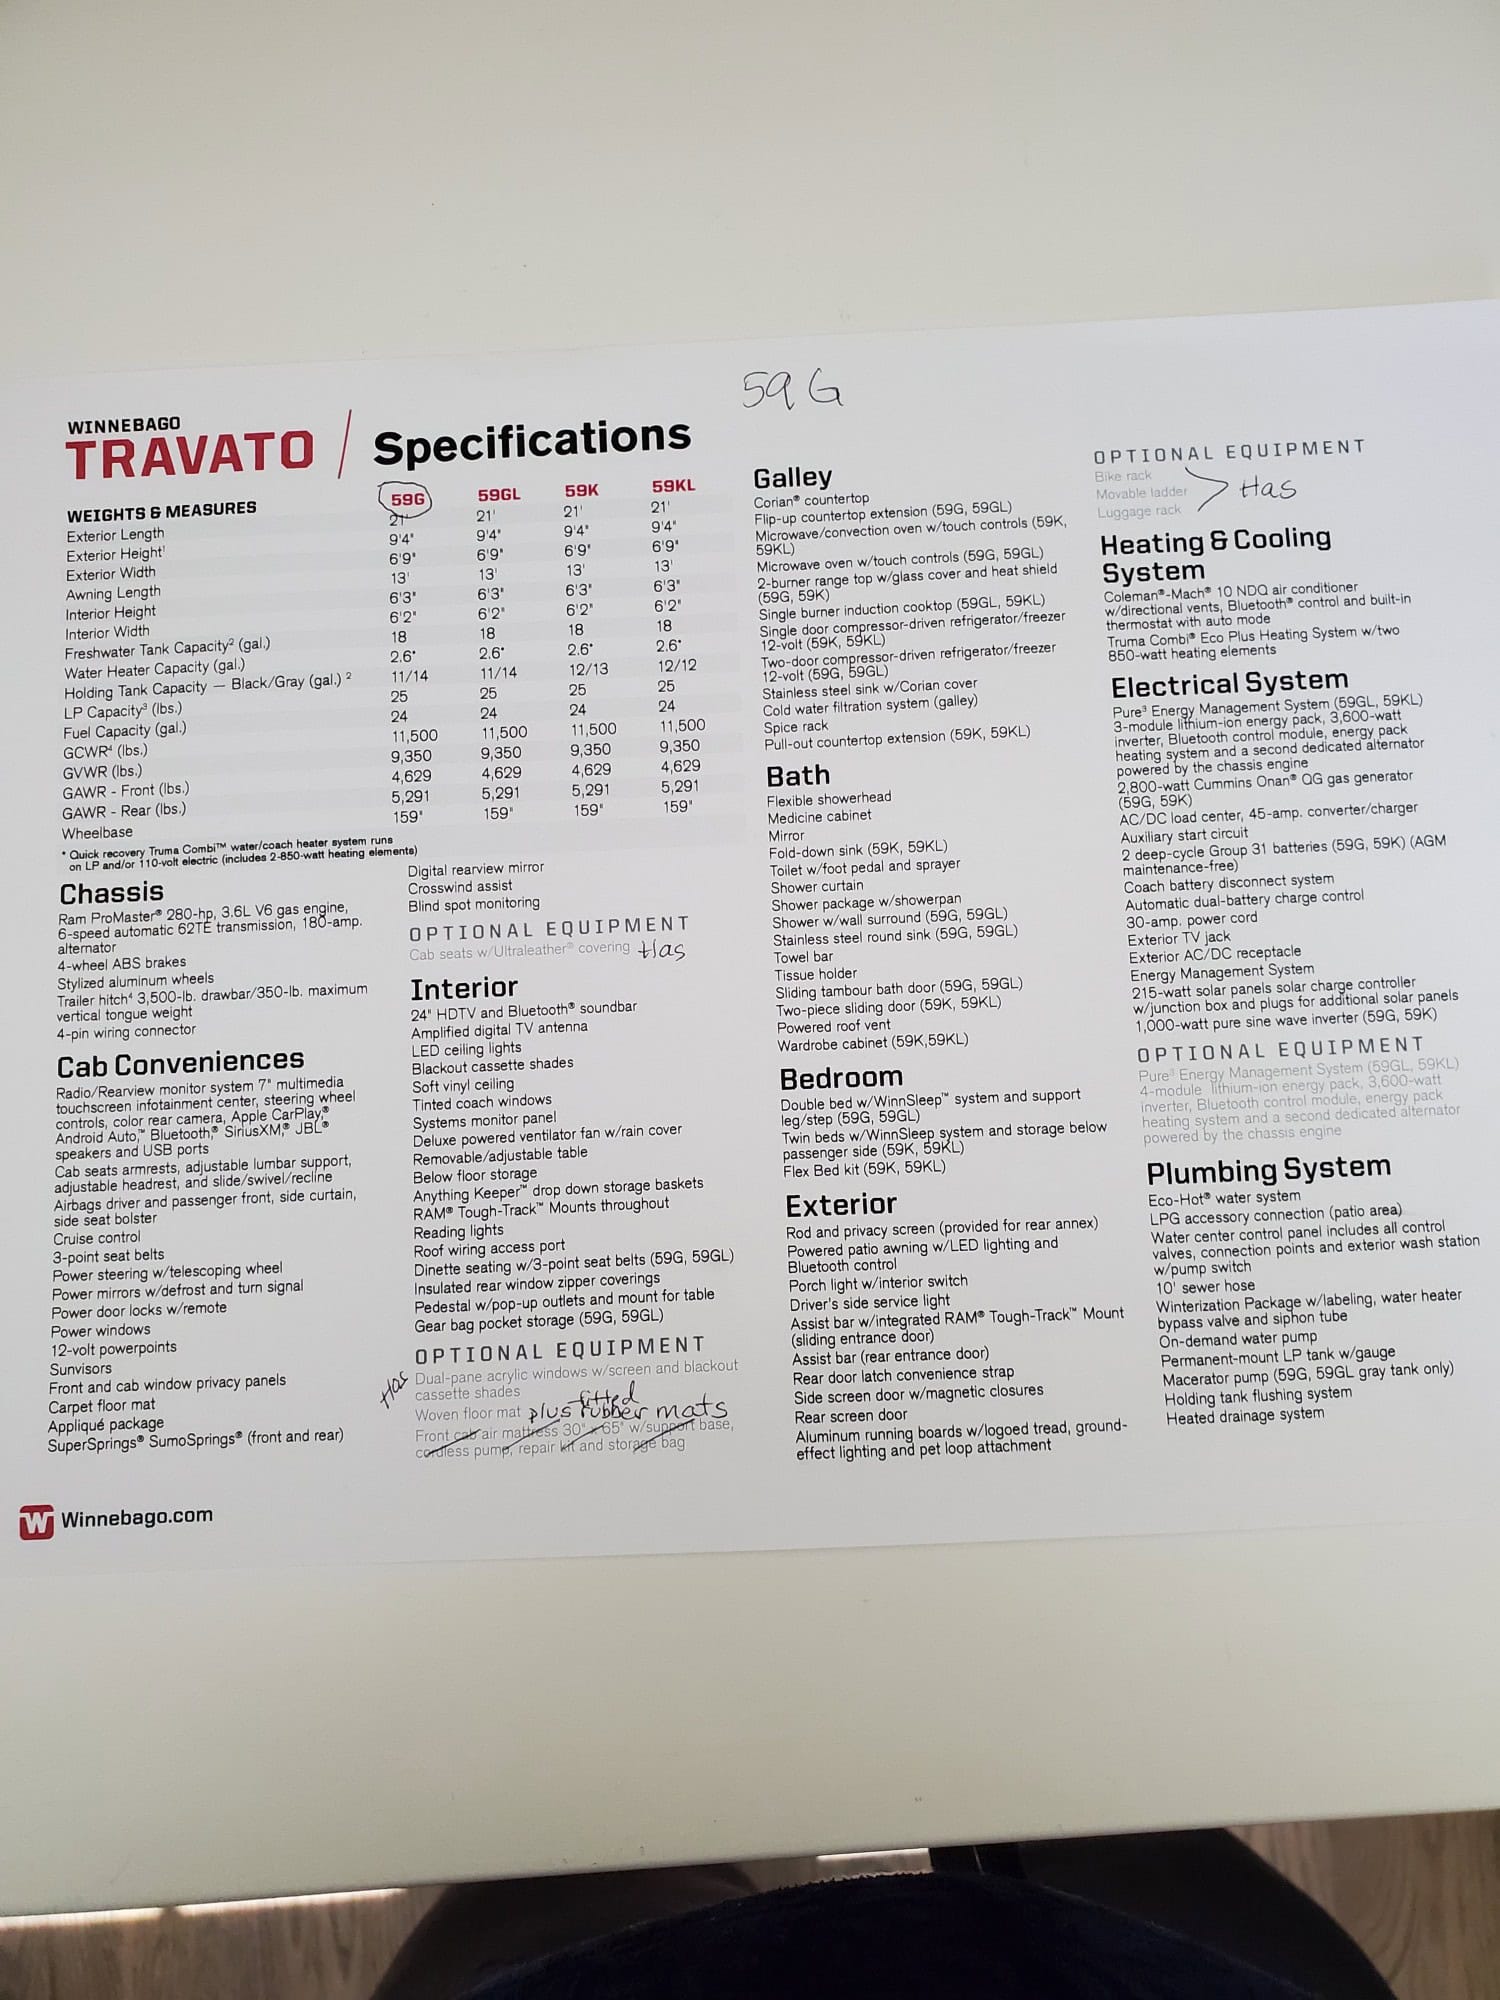 59G
WINNEBAGO
TRAVATO / Specifications
WEIGHTS & MEASURES 59G 59GL 59K 59KL
Exterior Length 21' 21' 21' 21'
Exterior Height¹ 9'4" 9'4" 9'4" 9'4"
Exterior Width 6'9" 6'9" 6'9" 6'9"
Awning Length 13' 13' 13' 13'
Interior Height 6'3" 6'3" 6'3" 6'3"
Interior Width 6'2" 6'2" 6'2" 6'2"
Freshwater Tank Capacity² (gal.) 18 18 18 18
Water Heater Capacity (gal.) 2.6* 2.6* 2.6* 2.6*
Holding Tank Capacity — Black/Gray (gal.) ² 11/14 11/14 12/13 12/12
LP Capacity³ (lbs.) 25 25 25 25
Fuel Capacity (gal.) 24 24 24 24
GCWR⁴ (lbs.) 11,500 11,500 11,500 11,500
GVWR (lbs.) 9,350 9,350 9,350 9,350
GAWR - Front (lbs.) 4,629 4,629 4,629 4,629
GAWR - Rear (lbs.) 5,291 5,291 5,291 5,291
Wheelbase 159" 159" 159" 159"
* Quick recovery Truma Combi™ water/coach heater system runs
on LP and/or 110-volt electric (includes 2-850-watt heating elements)
Chassis
Ram ProMaster® 280-hp, 3.6L V6 gas engine,
6-speed automatic 62TE transmission, 180-amp.
alternator
4-wheel ABS brakes
Stylized aluminum wheels
Trailer hitch⁴ 3,500-lb. drawbar/350-lb. maximum
vertical tongue weight
4-pin wiring connector
Cab Conveniences
Radio/Rearview monitor system 7" multimedia
touchscreen infotainment center, steering wheel
controls, color rear camera, Apple CarPlay,®
Android Auto,™ Bluetooth,® SiriusXM,® JBL®
speakers and USB ports
Cab seats armrests, adjustable lumbar support,
adjustable headrest, and slide/swivel/recline
Airbags driver and passenger front, side curtain,
side seat bolster
Cruise control
3-point seat belts
Power steering w/telescoping wheel
Power mirrors w/defrost and turn signal
Power door locks w/remote
Power windows
12-volt powerpoints
Sunvisors
Front and cab window privacy panels
Carpet floor mat
Appliqué package
SuperSprings® SumoSprings® (front and rear)
Digital rearview mirror
Crosswind assist
Blind spot monitoring
OPTIONAL EQUIPMENT
Cab seats w/Ultraleather® covering Has
Interior
24" HDTV and Bluetooth® soundbar
Amplified digital TV antenna
LED ceiling lights
Blackout cassette shades
Soft vinyl ceiling
Tinted coach windows
Systems monitor panel
Deluxe powered ventilator fan w/rain cover
Removable/adjustable table
Below floor storage
Anything Keeper™ drop down storage baskets
RAM® Tough-Track™ Mounts throughout
Reading lights
Roof wiring access port
Dinette seating w/3-point seat belts (59G, 59GL)
Insulated rear window zipper coverings
Pedestal w/pop-up outlets and mount for table
Gear bag pocket storage (59G, 59GL)
OPTIONAL EQUIPMENT
Has Dual-pane acrylic windows w/screen and blackout
cassette shades
Woven floor mat plus fitted rubber mats
Front cab air mattress 30" x 65" w/support base,
cordless pump, repair kit and storage bag
Galley
Corian® countertop
Flip-up countertop extension (59G, 59GL)
Microwave/convection oven w/touch controls (59K,
59KL)
Microwave oven w/touch controls (59G, 59GL)
2-burner range top w/glass cover and heat shield
(59G, 59K)
Single burner induction cooktop (59GL, 59KL)
Single door compressor-driven refrigerator/freezer
12-volt (59K, 59KL)
Two-door compressor-driven refrigerator/freezer
12-volt (59G, 59GL)
Stainless steel sink w/Corian cover
Cold water filtration system (galley)
Spice rack
Pull-out countertop extension (59K, 59KL)
Bath
Flexible showerhead
Medicine cabinet
Mirror
Fold-down sink (59K, 59KL)
Toilet w/foot pedal and sprayer
Shower curtain
Shower package w/showerpan
Shower w/wall surround (59G, 59GL)
Stainless steel round sink (59G, 59GL)
Towel bar
Tissue holder
Sliding tambour bath door (59G, 59GL)
Two-piece sliding door (59K, 59KL)
Powered roof vent
Wardrobe cabinet (59K,59KL)
Bedroom
Double bed w/WinnSleep™ system and support
leg/step (59G, 59GL)
Twin beds w/WinnSleep system and storage below
passenger side (59K, 59KL)
Flex Bed kit (59K, 59KL)
Exterior
Rod and privacy screen (provided for rear annex)
Powered patio awning w/LED lighting and
Bluetooth control
Porch light w/interior switch
Driver's side service light
Assist bar w/integrated RAM® Tough-Track™ Mount
(sliding entrance door)
Assist bar (rear entrance door)
Rear door latch convenience strap
Side screen door w/magnetic closures
Rear screen door
Aluminum running boards w/logoed tread, ground-
effect lighting and pet loop attachment
OPTIONAL EQUIPMENT
Bike rack
Movable ladder Has
Luggage rack
Heating & Cooling
System
Coleman®-Mach® 10 NDQ air conditioner
w/directional vents, Bluetooth® control and built-in
thermostat with auto mode
Truma Combi® Eco Plus Heating System w/two
850-watt heating elements
Electrical System
Pure³ Energy Management System (59GL, 59KL)
3-module lithium-ion energy pack, 3,600-watt
inverter, Bluetooth control module, energy pack
heating system and a second dedicated alternator
powered by the chassis engine
2,800-watt Cummins Onan® QG gas generator
(59G, 59K)
AC/DC load center, 45-amp. converter/charger
Auxiliary start circuit
2 deep-cycle Group 31 batteries (59G, 59K) (AGM
maintenance-free)
Coach battery disconnect system
Automatic dual-battery charge control
30-amp. power cord
Exterior TV jack
Exterior AC/DC receptacle
Energy Management System
215-watt solar panels solar charge controller
w/junction box and plugs for additional solar panels
1,000-watt pure sine wave inverter (59G, 59K)
OPTIONAL EQUIPMENT
Pure³ Energy Management System (59GL, 59KL)
4-module lithium-ion energy pack, 3,600-watt
inverter, Bluetooth control module, energy pack
heating system and a second dedicated alternator
powered by the chassis engine
Plumbing System
Eco-Hot® water system
LPG accessory connection (patio area)
Water center control panel includes all control
valves, connection points and exterior wash station
w/pump switch
10' sewer hose
Winterization Package w/labeling, water heater
bypass valve and siphon tube
On-demand water pump
Permanent-mount LP tank w/gauge
Macerator pump (59G, 59GL gray tank only)
Holding tank flushing system
Heated drainage system
W Winnebago.com